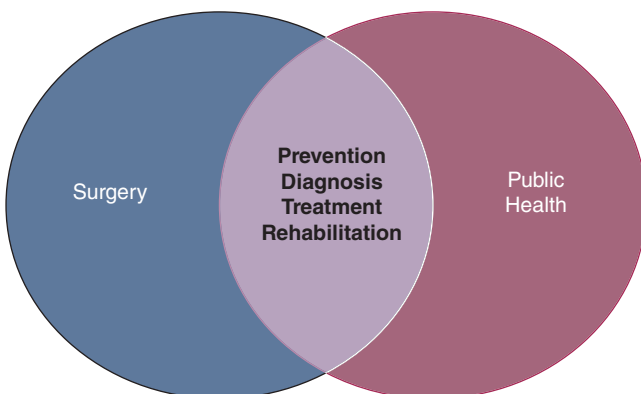 Surgery
Prevention
Diagnosis
Treatment
Rehabilitation
Public
Health